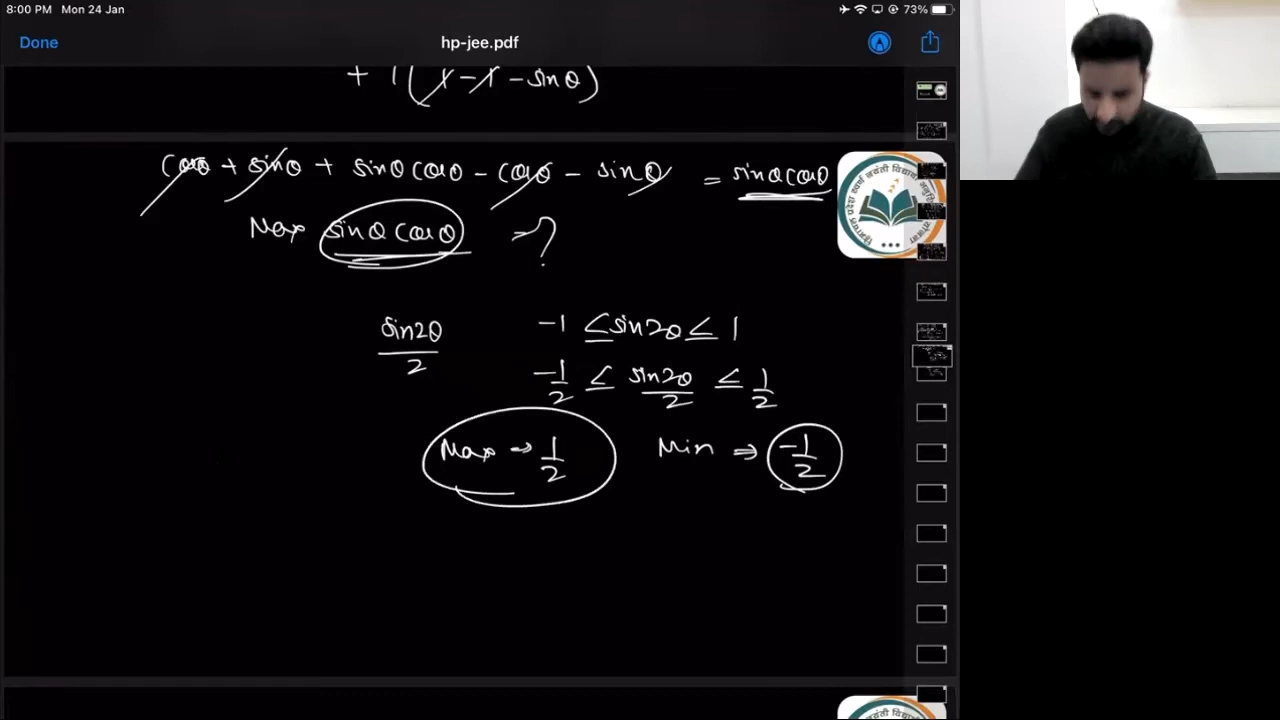 8:00 PM Mon 24 Jan 73%
Done hp-jee.pdf
+ 1(1-1-sinθ)
cosθ + sinθ + sinθ cosθ - cosθ - sinθ = sinθ cosθ
Max sinθ cosθ = ?
sin2θ/2 -1 ≤ sin2θ ≤ 1
-1/2 ≤ sin2θ/2 ≤ 1/2
Max ⇒ 1/2 Min ⇒ -1/2